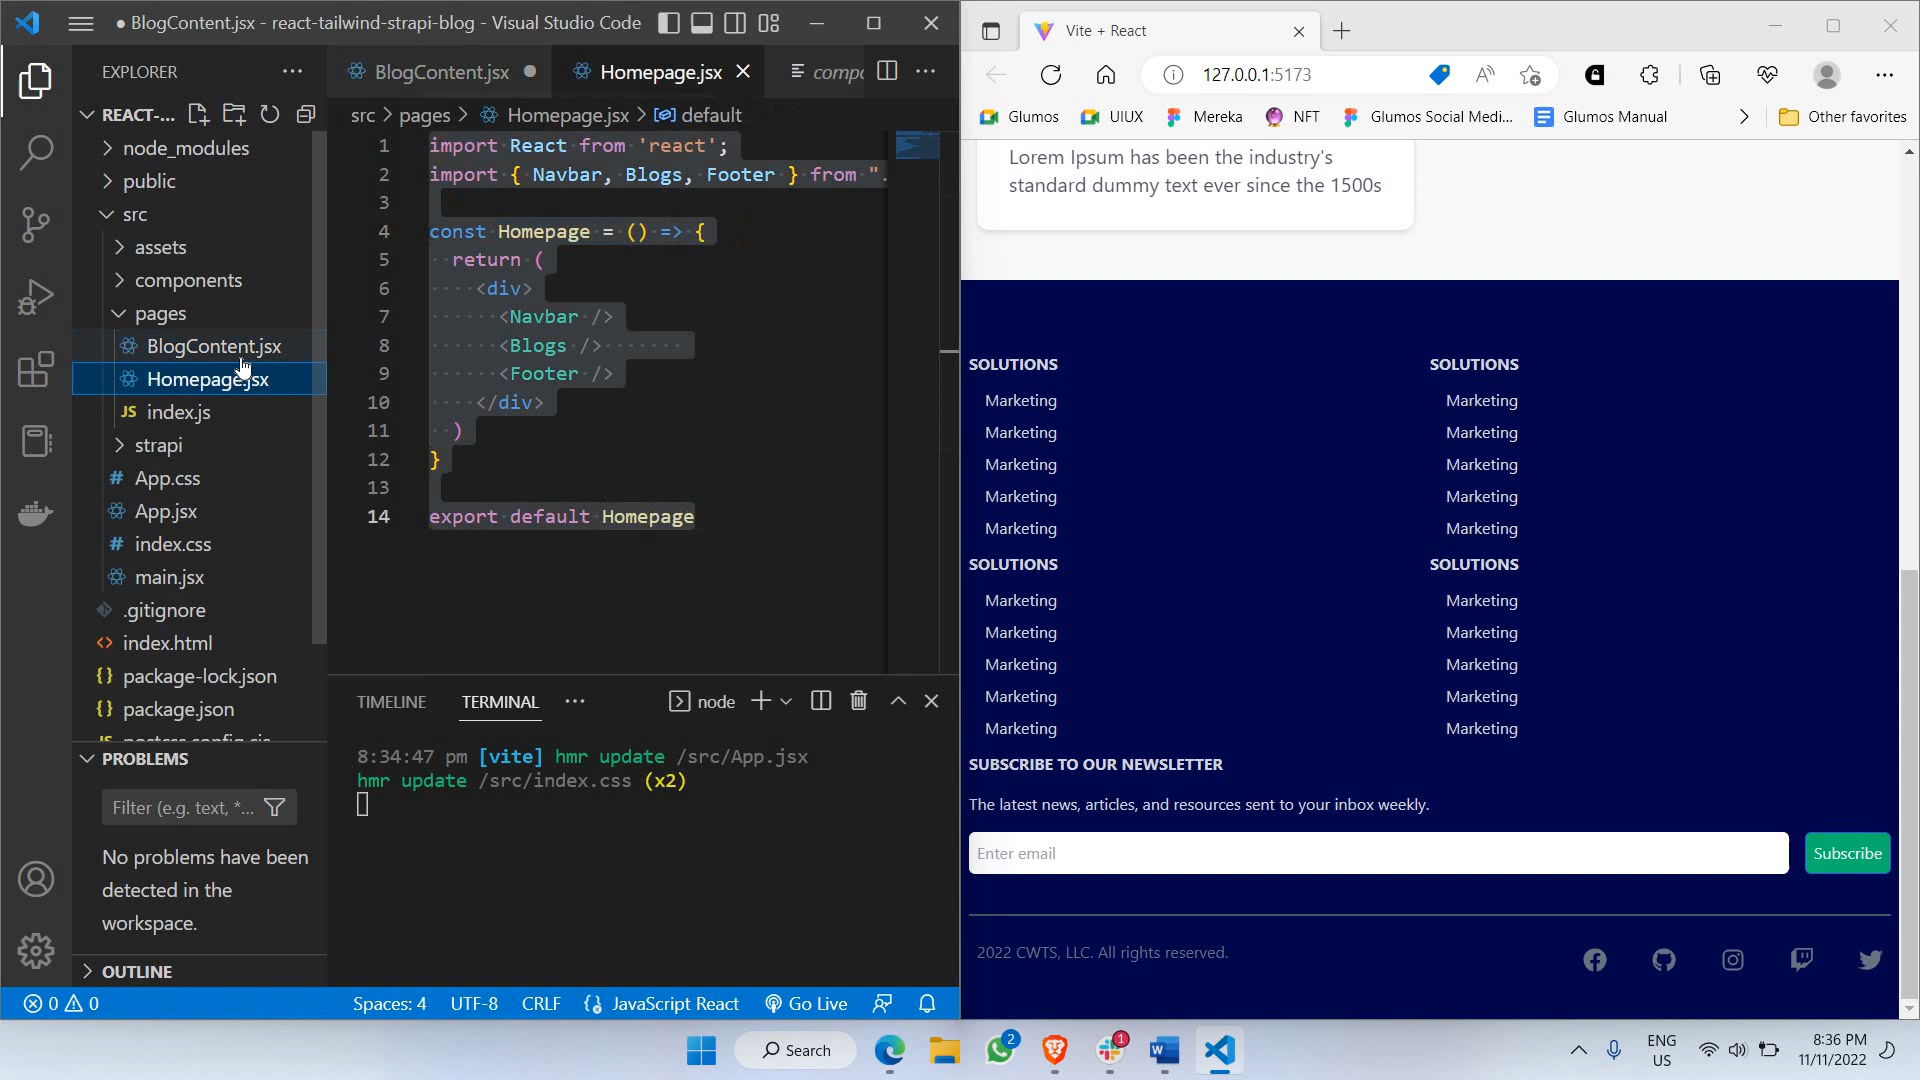 ● BlogContent.jsx - react-tailwind-strapi-blog - Visual Studio Code
EXPLORER
REACT-...
node_modules
public
src
assets
components
pages
BlogContent.jsx
Homepage.jsx
JS index.js
strapi
# App.css
App.jsx
# index.css
main.jsx
.gitignore
<> index.html
{} package-lock.json
{} package.json
PROBLEMS
Filter (e.g. text, *...
No problems have been
detected in the
workspace.
OUTLINE
BlogContent.jsx
Homepage.jsx
src > pages > Homepage.jsx > default
1 import React from 'react';
2 import { Navbar, Blogs, Footer } from ".
3
4 const Homepage = () => {
5 return (
6 <div>
7 <Navbar />
8 <Blogs />
9 <Footer />
10 </div>
11 )
12 }
13
14 export default Homepage
TIMELINE TERMINAL ... node
8:34:47 pm [vite] hmr update /src/App.jsx
hmr update /src/index.css (x2)
0 0 Spaces: 4 UTF-8 CRLF JavaScript React Go Live
Vite + React
127.0.0.1:5173
Glumos UIUX Mereka NFT Glumos Social Medi... Glumos Manual Other favorites
Lorem Ipsum has been the industry's
standard dummy text ever since the 1500s
SOLUTIONS SOLUTIONS
Marketing Marketing
Marketing Marketing
Marketing Marketing
Marketing Marketing
Marketing Marketing
SOLUTIONS SOLUTIONS
Marketing Marketing
Marketing Marketing
Marketing Marketing
Marketing Marketing
Marketing Marketing
SUBSCRIBE TO OUR NEWSLETTER
The latest news, articles, and resources sent to your inbox weekly.
Enter email Subscribe
2022 CWTS, LLC. All rights reserved.
Search
2
1
ENG
US
8:36 PM
11/11/2022